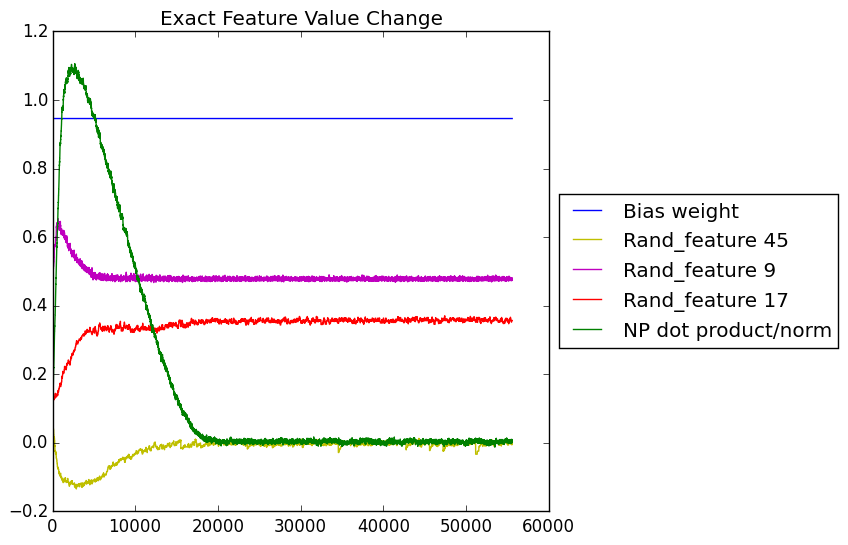 Exact Feature Value Change
1.2
1.0
0.8
0.6
0.4
0.2
0.0
−0.2
0 10000 20000 30000 40000 50000 60000
Bias weight
Rand_feature 45
Rand_feature 9
Rand_feature 17
NP dot product/norm